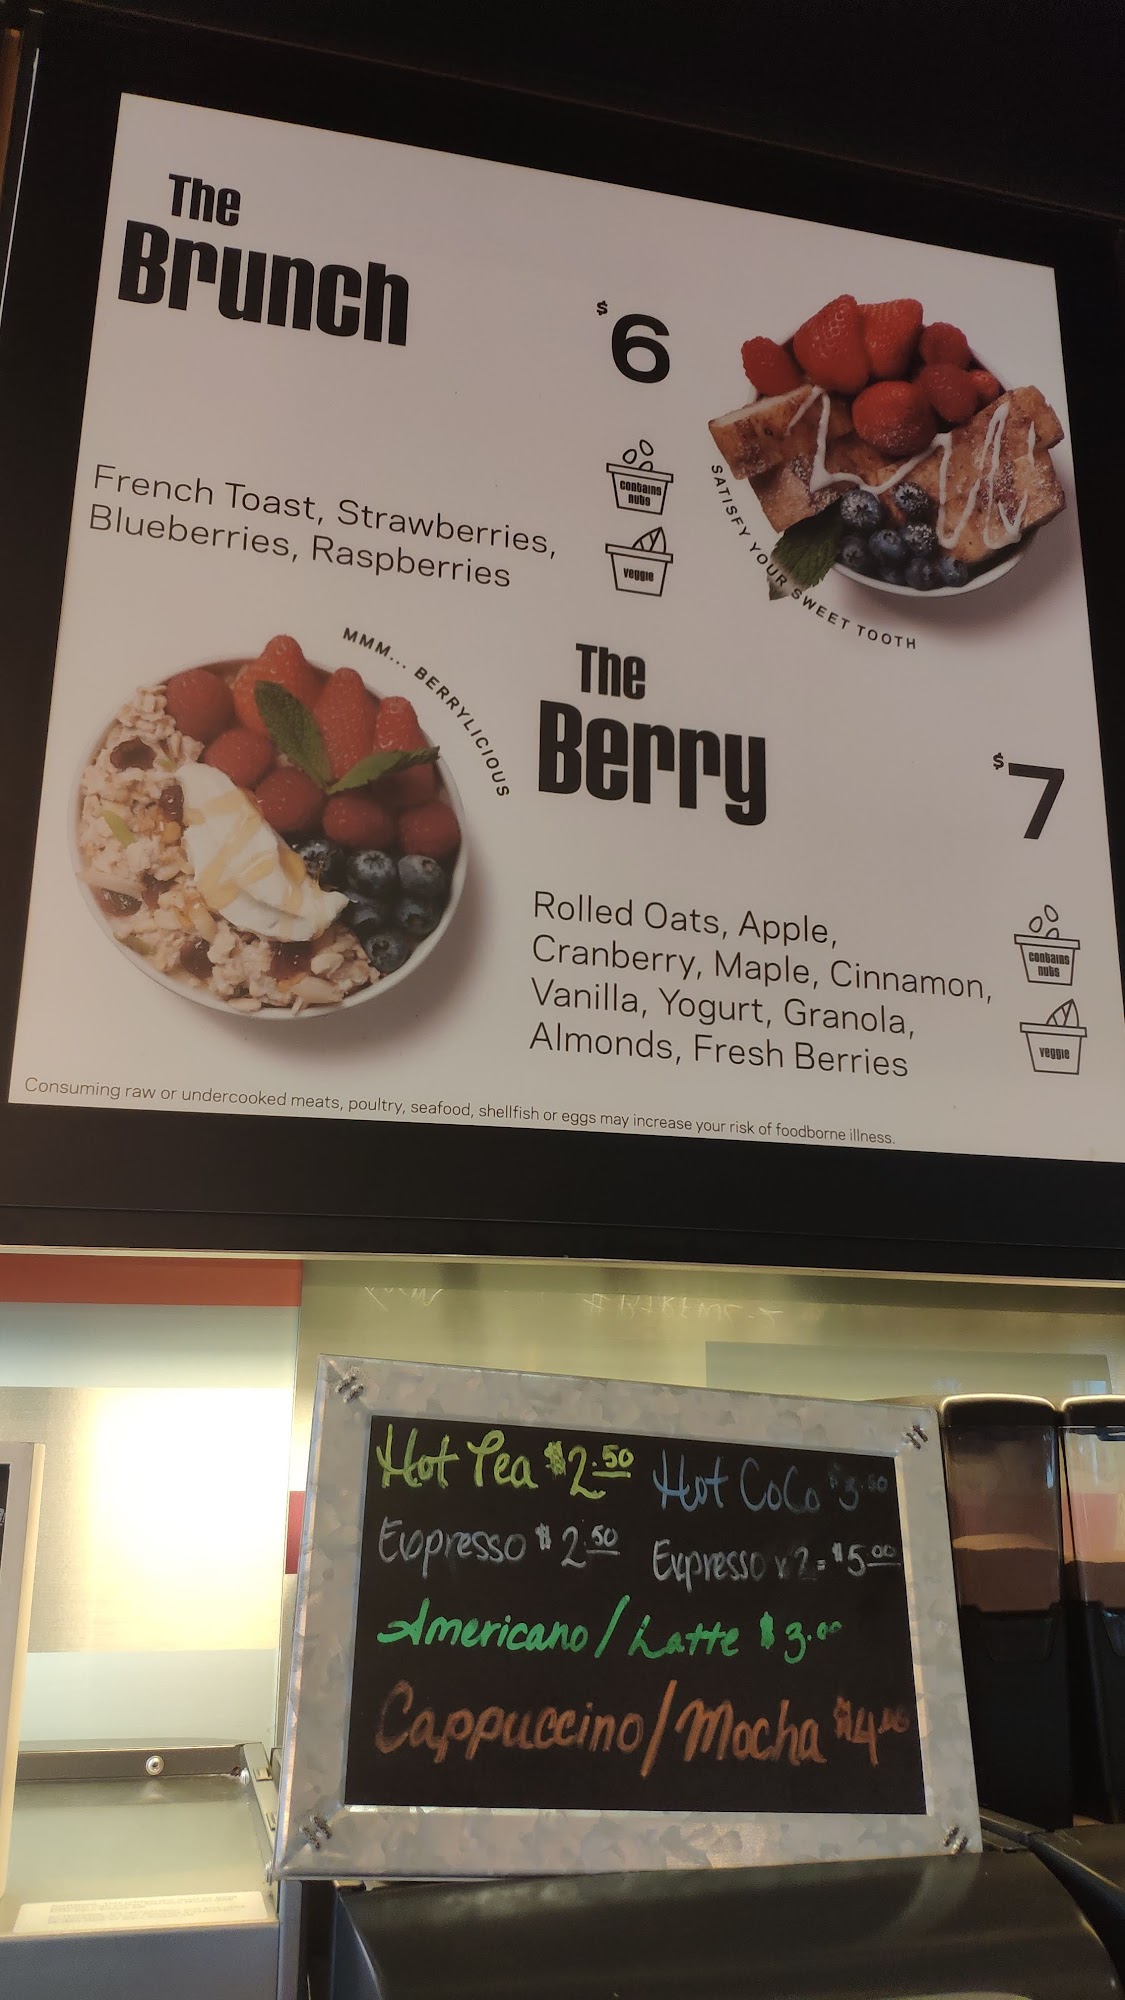 The
Brunch
$6
French Toast, Strawberries,
Blueberries, Raspberries
contains
nuts
veggie
SATISFY YOUR SWEET TOOTH
MMM... BERRYLICIOUS
The
Berry
$7
Rolled Oats, Apple,
Cranberry, Maple, Cinnamon,
Vanilla, Yogurt, Granola,
Almonds, Fresh Berries
contains
nuts
veggie
Consuming raw or undercooked meats, poultry, seafood, shellfish or eggs may increase your risk of foodborne illness.
Hot Tea $2.50
Hot CoCo $3.50
Expresso $2.50
Expresso x 2 = $5.00
Americano/Latte $3.00
Cappuccino/Mocha $4.00